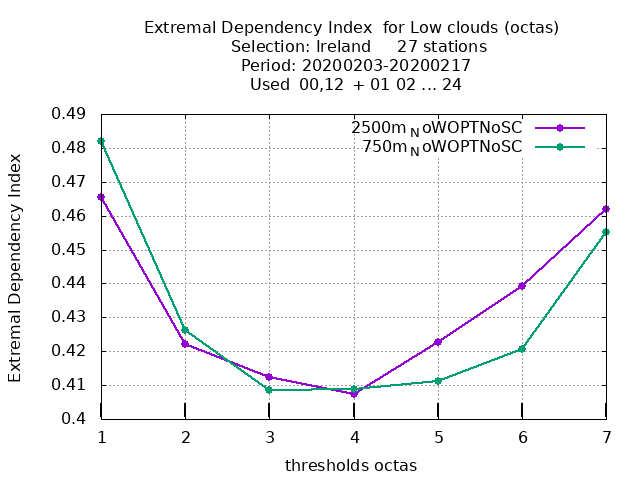 Extremal Dependency Index  for Low clouds (octas)
Selection: Ireland     27 stations
Period: 20200203-20200217
Used  00,12  + 01 02 ... 24
2500m_NoWOPTNoSC
750m_NoWOPTNoSC
Extremal Dependency Index
0.49
0.48
0.47
0.46
0.45
0.44
0.43
0.42
0.41
0.4
1 2 3 4 5 6 7
thresholds octas